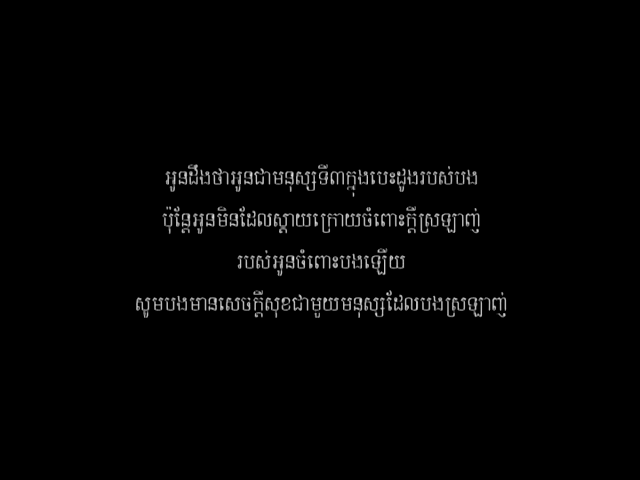 អូនដឹងថាអូនជាមនុស្សទី៣ក្នុងបេះដូងរបស់បង
ប៉ុន្តែអូនមិនដែលស្តាយក្រោយចំពោះក្តីស្រឡាញ់
របស់អូនចំពោះបងឡើយ
សូមបងមានសេចក្តីសុខជាមួយមនុស្សដែលបងស្រឡាញ់